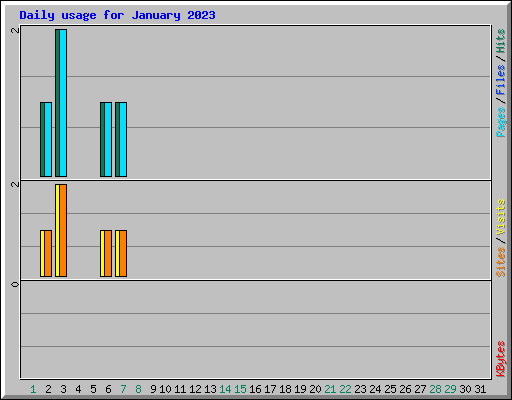 Daily usage for January 2023
2
2
0
Pages/Files/Hits
Sites/Visits
KBytes
1 2 3 4 5 6 7 8 9 10 11 12 13 14 15 16 17 18 19 20 21 22 23 24 25 26 27 28 29 30 31